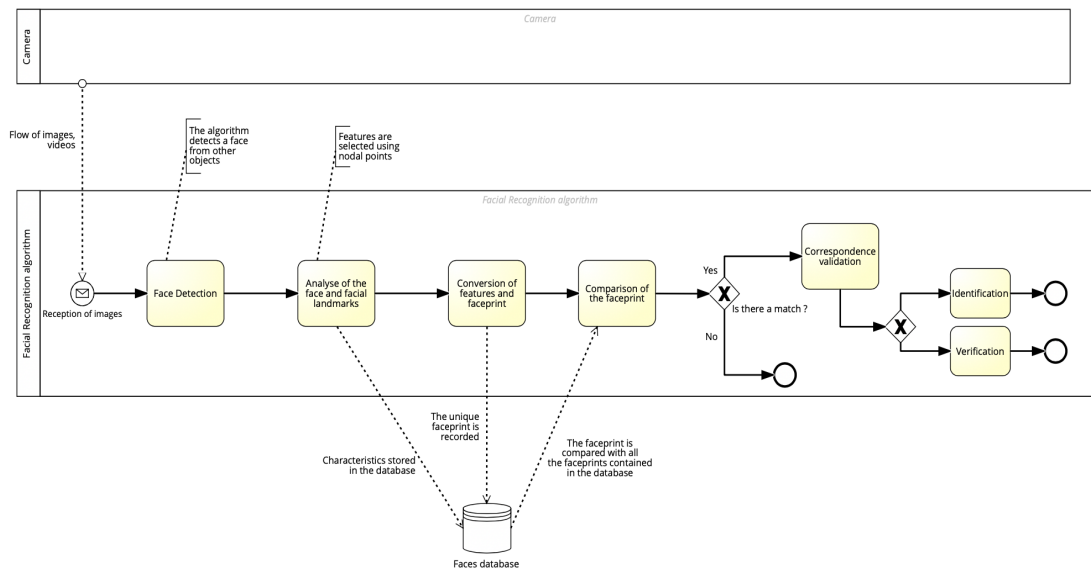 Camera
Camera
Flow of images,
videos
The algorithm
detects a face
from other
objects
Features are
selected using
nodal points
Facial Recognition algorithm
Facial Recognition algorithm
Reception of images
Face Detection
Analyse of the
face and facial
landmarks
Conversion of
features and
faceprint
Comparison of
the faceprint
Yes
Is there a match ?
No
Correspondence
validation
Identification
Verification
Characteristics stored
in the database
The unique
faceprint is
recorded
The faceprint is
compared with all
the faceprints contained
in the database
Faces database